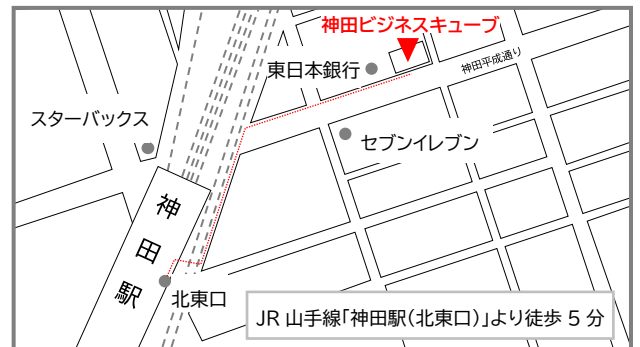 神田ビジネスキューブ
東日本銀行
神田平成通り
スターバックス
セブンイレブン
神田駅
北東口
JR 山手線「神田駅(北東口)」より徒歩 5 分